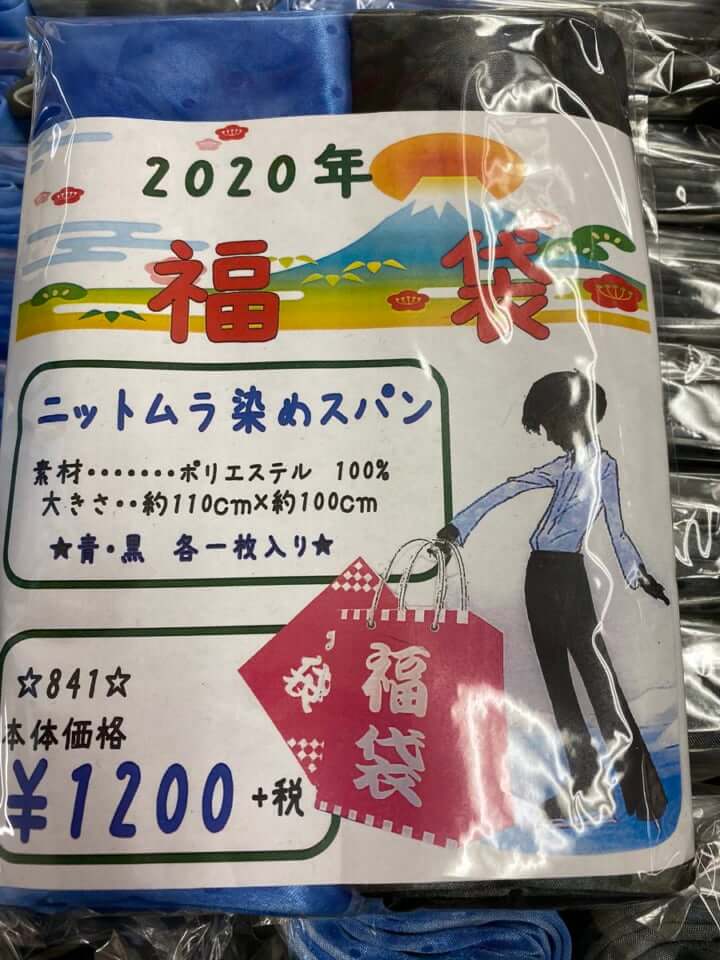 2020年
福袋
ニットムラ染めスパン
素材・・・・・・・ポリエステル 100%
大きさ・・約110cm×約100cm
★青・黒 各一枚入り★
☆841☆
本体価格
¥1200+税
福袋